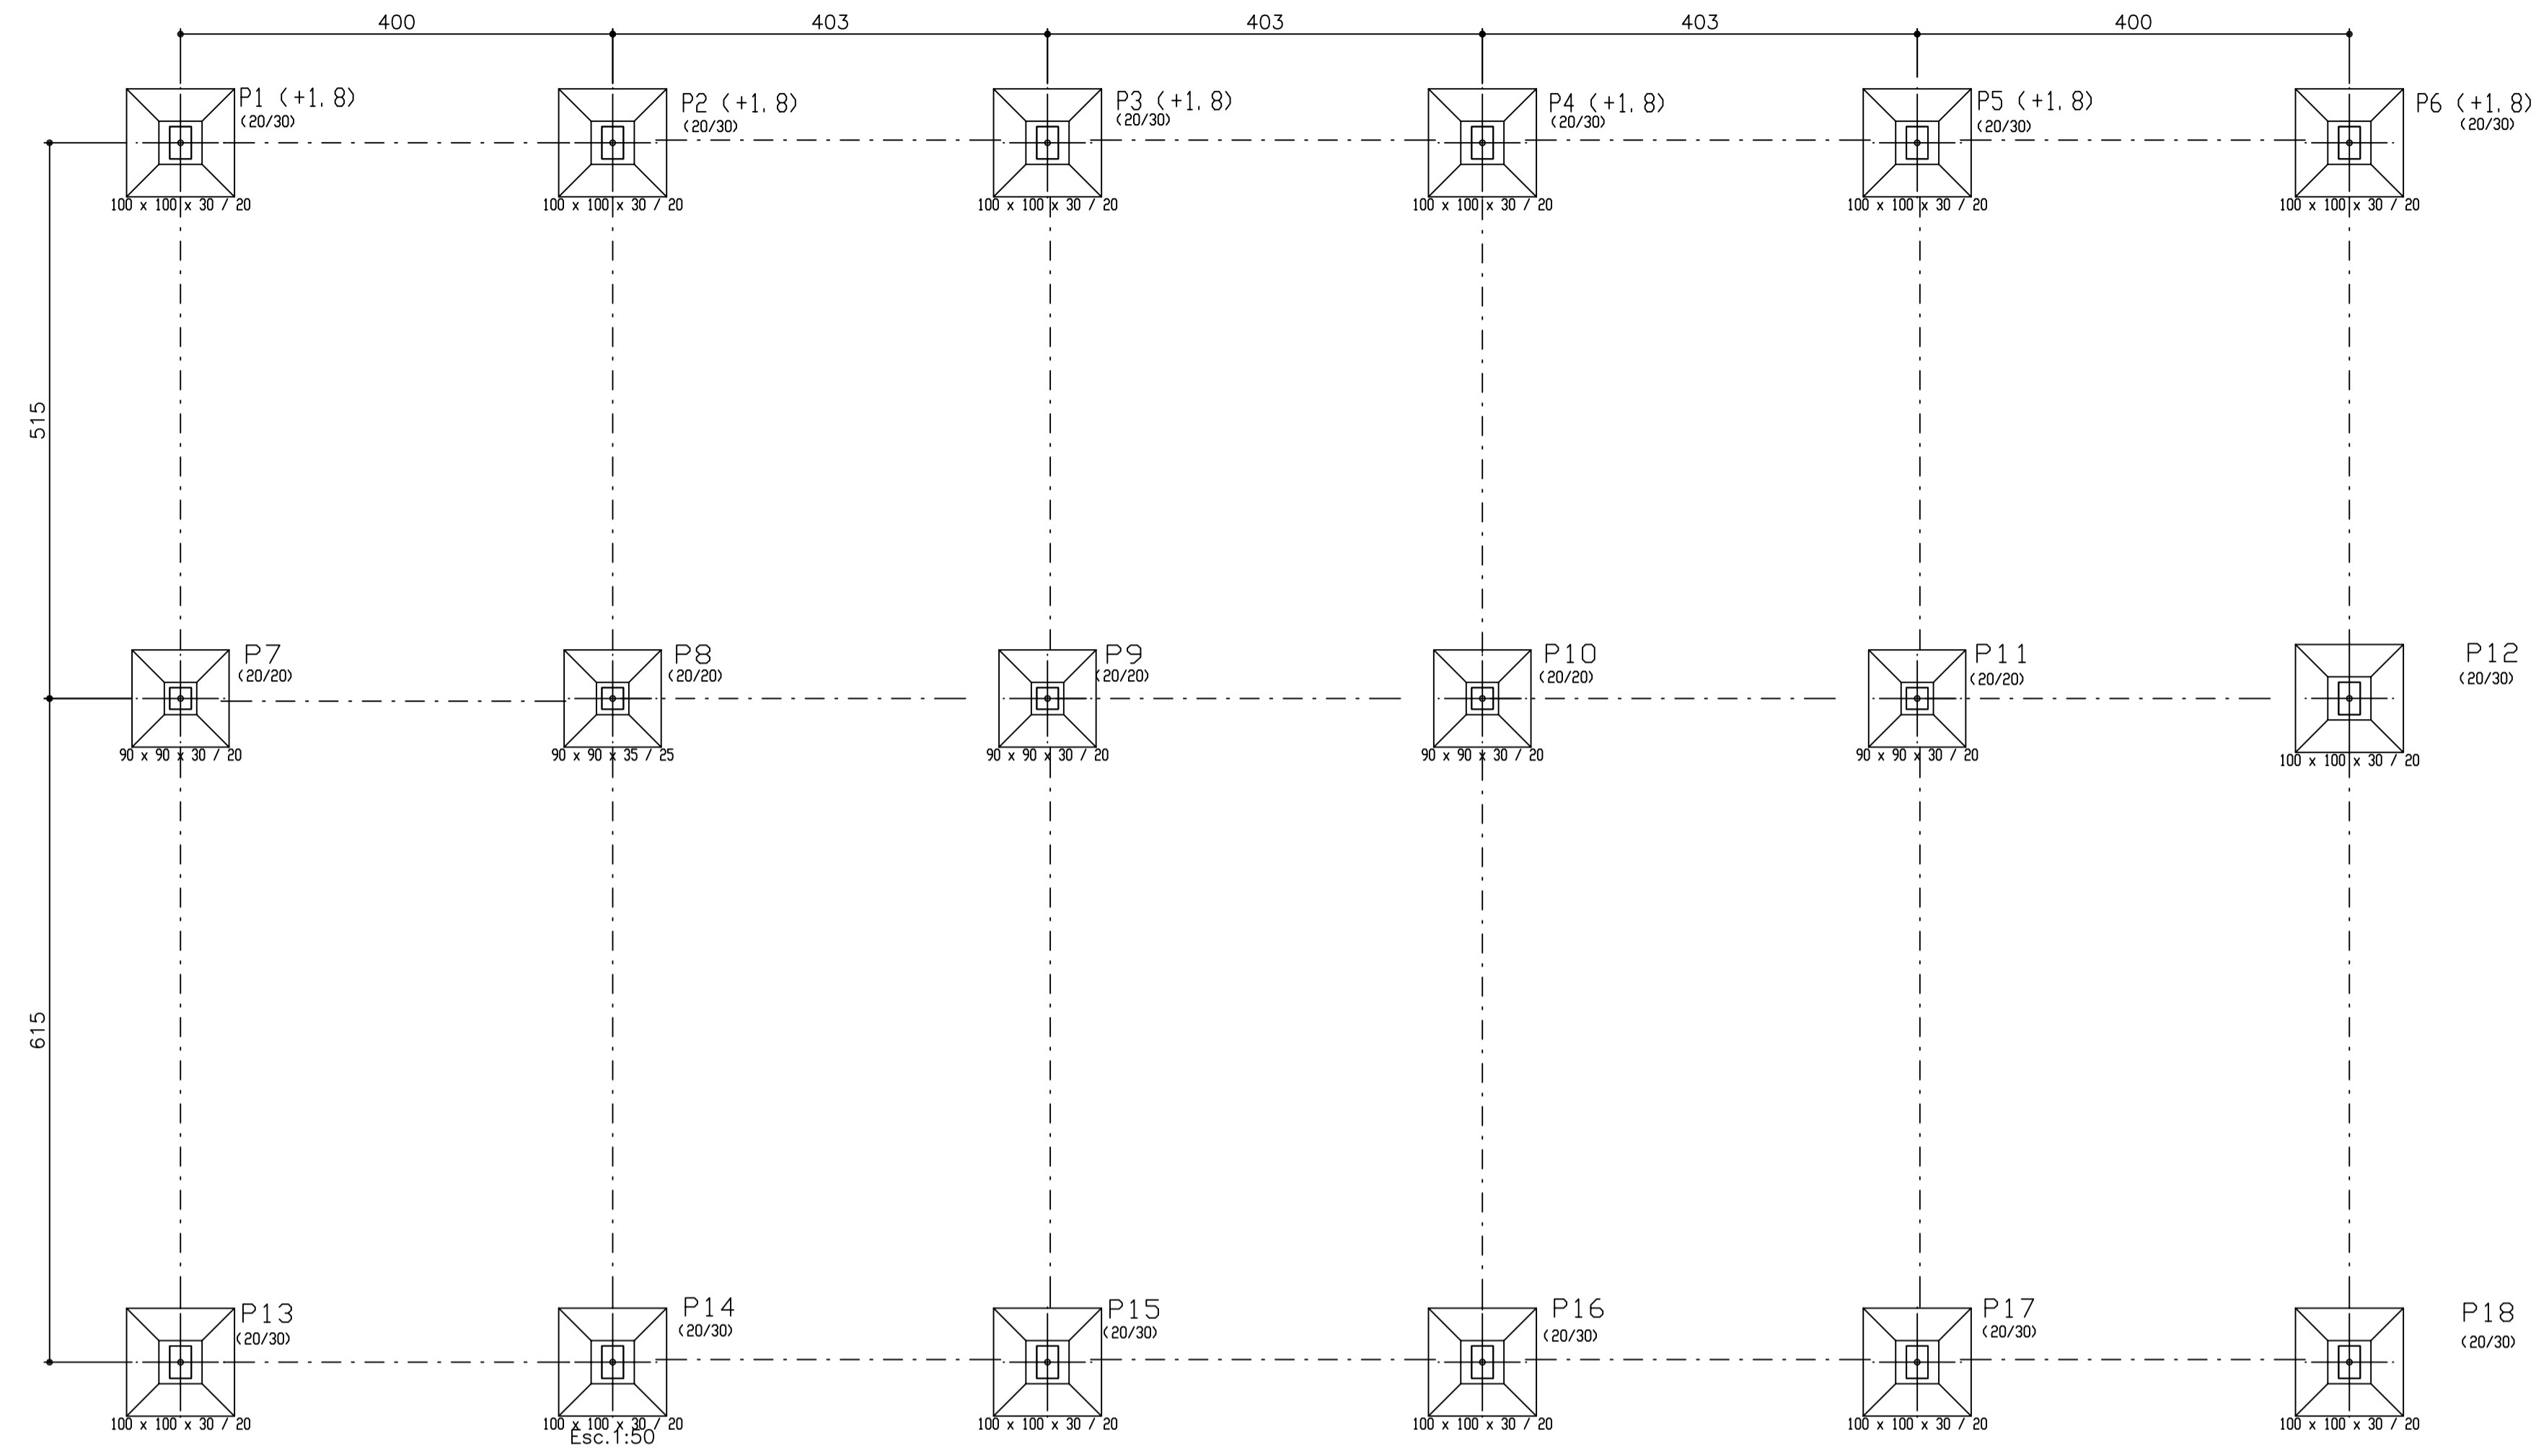 400
403
403
403
400
P1 (+1.8)
(20/30)
P2 (+1.8)
(20/30)
P3 (+1.8)
(20/30)
P4 (+1.8)
(20/30)
P5 (+1.8)
(20/30)
P6 (+1.8)
(20/30)
100 x 100 x 30 / 20
100 x 100 x 30 / 20
100 x 100 x 30 / 20
100 x 100 x 30 / 20
100 x 100 x 30 / 20
100 x 100 x 30 / 20
515
P7
(20/20)
P8
(20/20)
P9
(20/20)
P10
(20/20)
P11
(20/20)
P12
(20/30)
90 x 90 x 30 / 20
90 x 90 x 35 / 25
90 x 90 x 30 / 20
90 x 90 x 30 / 20
90 x 90 x 30 / 20
100 x 100 x 30 / 20
615
P13
(20/30)
P14
(20/30)
P15
(20/30)
P16
(20/30)
P17
(20/30)
P18
(20/30)
100 x 100 x 30 / 20
100 x 100 x 30 / 20
100 x 100 x 30 / 20
100 x 100 x 30 / 20
100 x 100 x 30 / 20
100 x 100 x 30 / 20
Esc.1:50